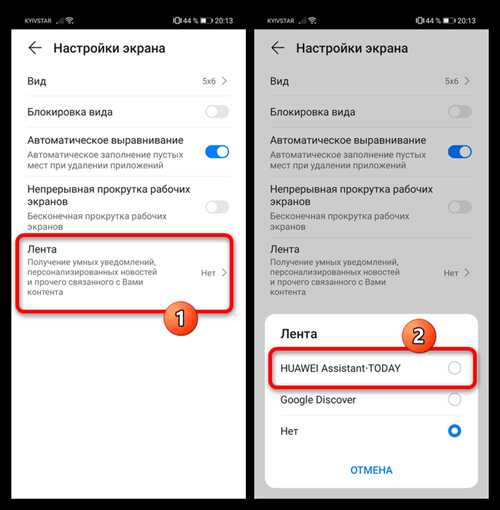 KYIVSTAR 44 % 20:13
Настройки экрана
Вид 5x6
Блокировка вида
Автоматическое выравнивание
Автоматическое заполнение пустых
мест при удалении приложений
Непрерывная прокрутка рабочих
экранов
Бесконечная прокрутка рабочих
экранов
Лента
Получение умных уведомлений,
персонализированных новостей
и прочего связанного с Вами
контента
Нет
1
KYIVSTAR 44 % 20:13
Настройки экрана
Вид 5x6
Блокировка вида
Автоматическое выравнивание
Автоматическое заполнение пустых
мест при удалении приложений
Непрерывная прокрутка рабочих
экранов
Бесконечная прокрутка рабочих
экранов
Лента
Получение умных уведомлений,
персонализированных новостей
и прочего связанного с Вами
контента
Нет
Лента
2
HUAWEI Assistant·TODAY
Google Discover
Нет
ОТМЕНА